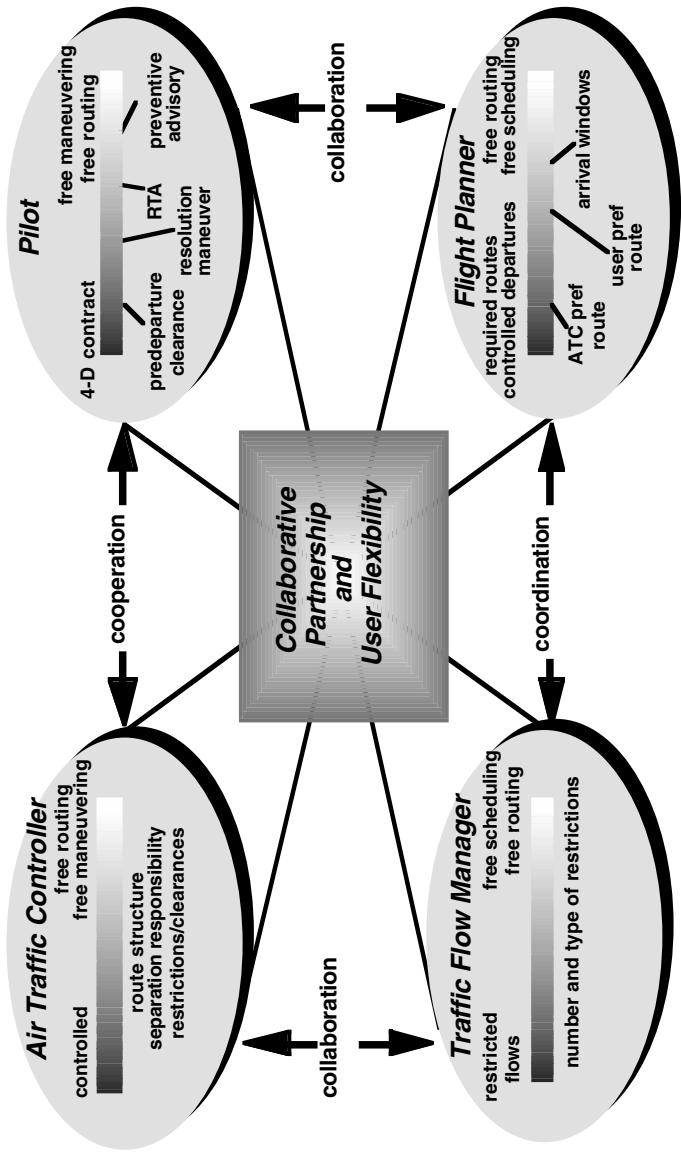 Air Traffic Controller
free routing
controlled
free maneuvering
route structure
separation responsibility
restrictions/clearances
cooperation
Pilot
free maneuvering
4-D contract
free routing
predeparture
clearance
resolution
maneuver
RTA
preventive
advisory
collaboration
Collaborative
Partnership
and
User Flexibility
collaboration
Traffic Flow Manager
restricted
flows
free scheduling
free routing
number and type of restrictions
coordination
Flight Planner
required routes
controlled departures
free routing
free scheduling
ATC pref
route
user pref
route
arrival windows